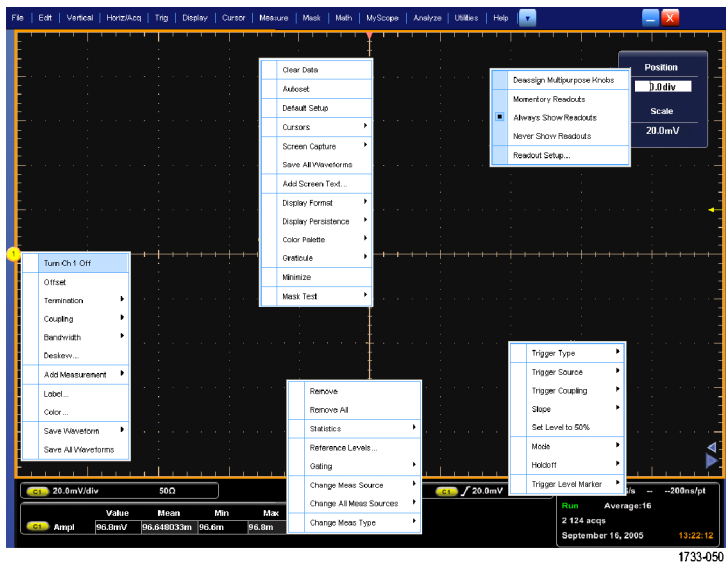 File | Edit | Vertical | Horiz/Acq | Trig | Display | Cursor | Measure | Mask | Math | MyScope | Analyze | Utilities | Help
Clear Data
Autoset
Default Setup
Cursors
Screen Capture
Save All Waveforms
Add Screen Text...
Display Format
Display Persistence
Color Palette
Graticule
Minimize
Mask Test
Deassign Multipurpose Knobs
Momentory Readouts
Always Show Readouts
Never Show Readouts
Readout Setup...
Position
0.0div
Scale
20.0mV
1
Turn Ch 1 Off
Offset
Termination
Coupling
Bandwidth
Deskew...
Add Measurement
Label...
Color...
Save Waveform
Save All Waveforms
Remove
Remove All
Statistics
Reference Levels...
Gating
Change Meas Source
Change All Meas Sources
Change Meas Type
Trigger Type
Trigger Source
Trigger Coupling
Slope
Set Level to 50%
Mode
Holdoff
Trigger Level Marker
C1 20.0mV/div 50Ω
C1 20.0mV
/s -- --200ns/pt
Run Average:16
2 124 acqs
September 16, 2005 13:22:12
Value Mean Min Max
C1 Ampl 96.8mV 96.648033m 96.6m 96.8m
1733-050